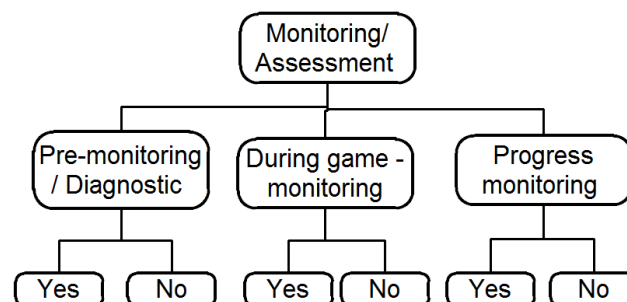 Monitoring/
Assessment
Pre-monitoring
/ Diagnostic
During game -
monitoring
Progress
monitoring
Yes
No
Yes
No
Yes
No